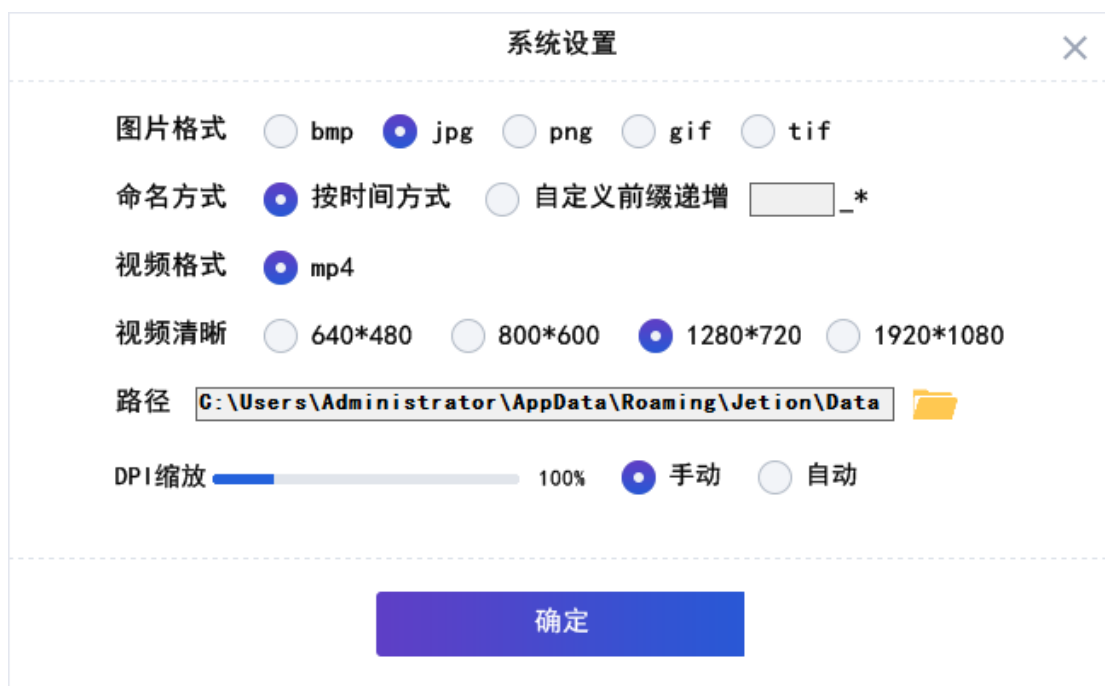 系统设置
图片格式 bmp jpg png gif tif
命名方式 按时间方式 自定义前缀递增 _*
视频格式 mp4
视频清晰 640*480 800*600 1280*720 1920*1080
路径 C:\Users\Administrator\AppData\Roaming\Jetion\Data
DPI缩放 100% 手动 自动
确定